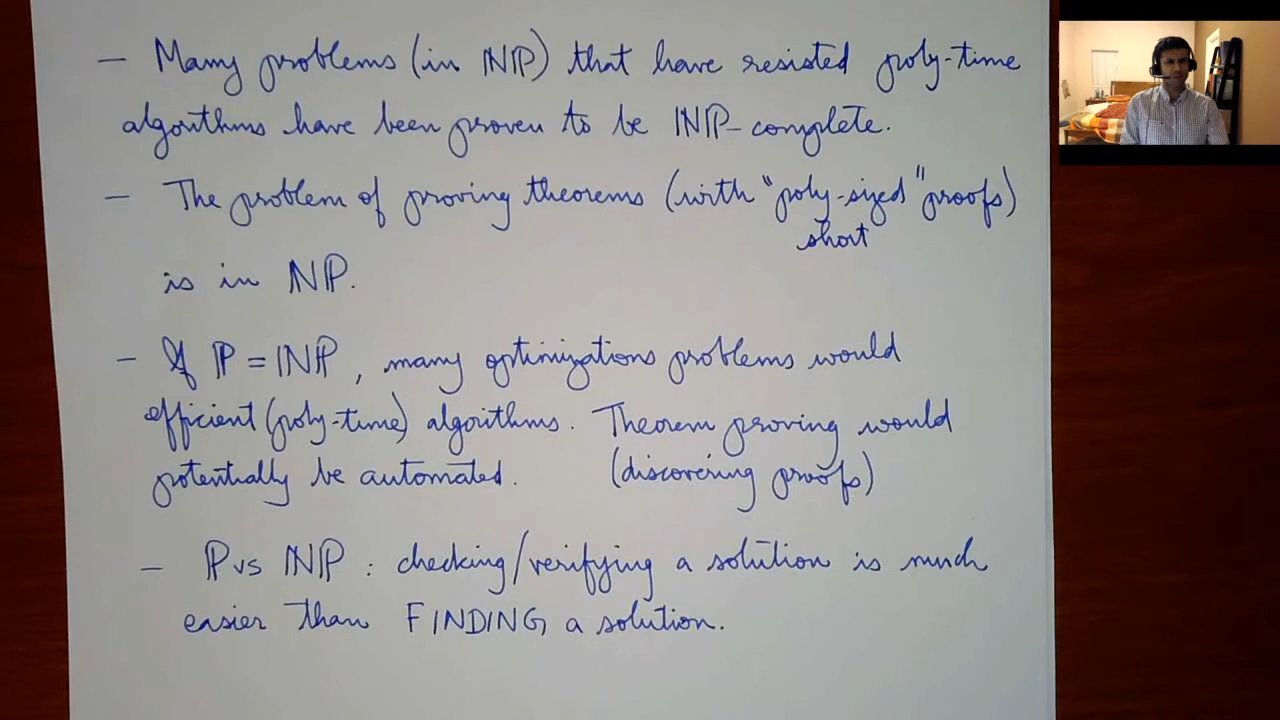 - Many problems (in NP) that have resisted poly-time
algorithms have been proven to be NP-complete.
- The problem of proving theorems (with "poly-sized" proofs)
short
is in NP.
- If P = NP, many optimizations problems would
efficient (poly-time) algorithms. Theorem proving would
potentially be automated. (discovering proofs)
- P vs NP : checking/verifying a solution is much
easier than FINDING a solution.